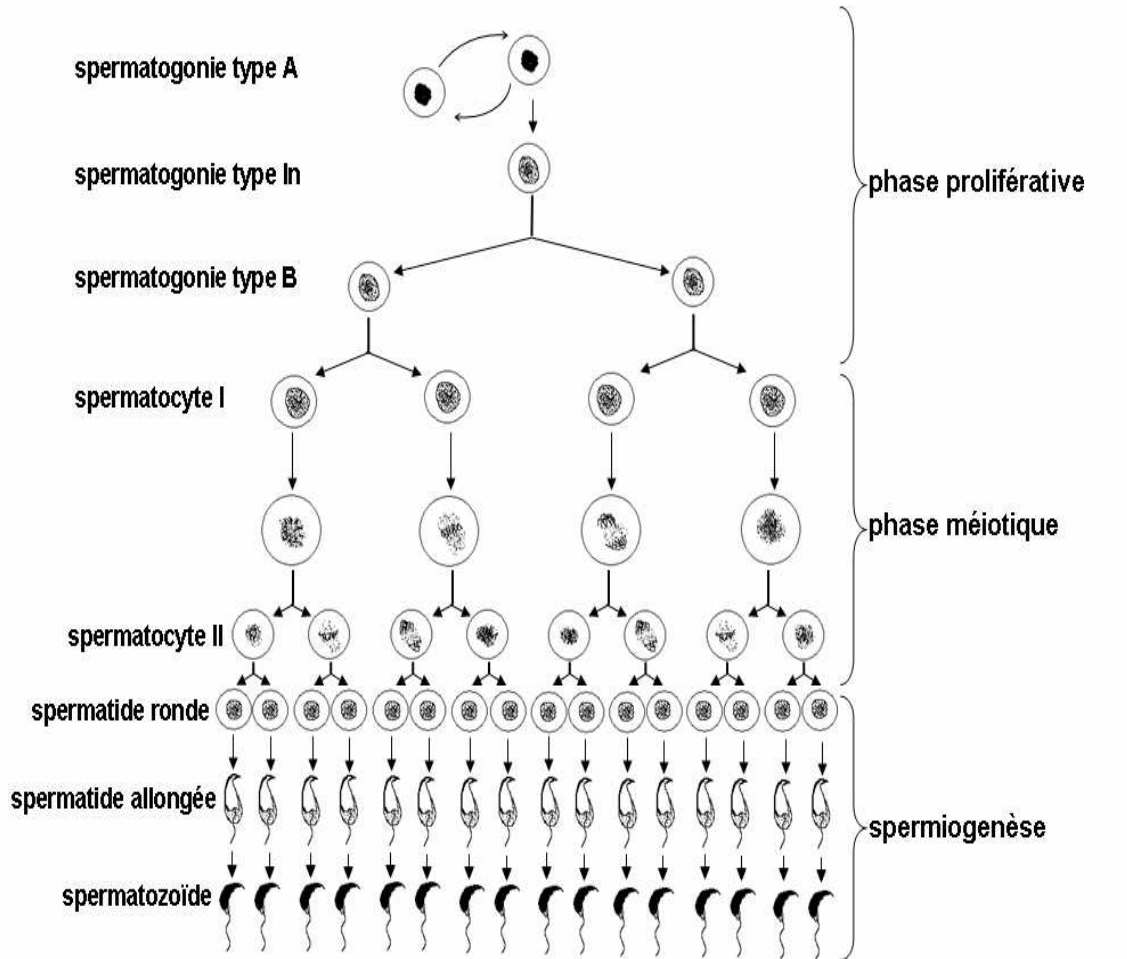 spermatogonie type A
spermatogonie type In
phase proliférative
spermatogonie type B
spermatocyte I
phase méiotique
spermatocyte II
spermatide ronde
spermatide allongée
spermiogenèse
spermatozoïde